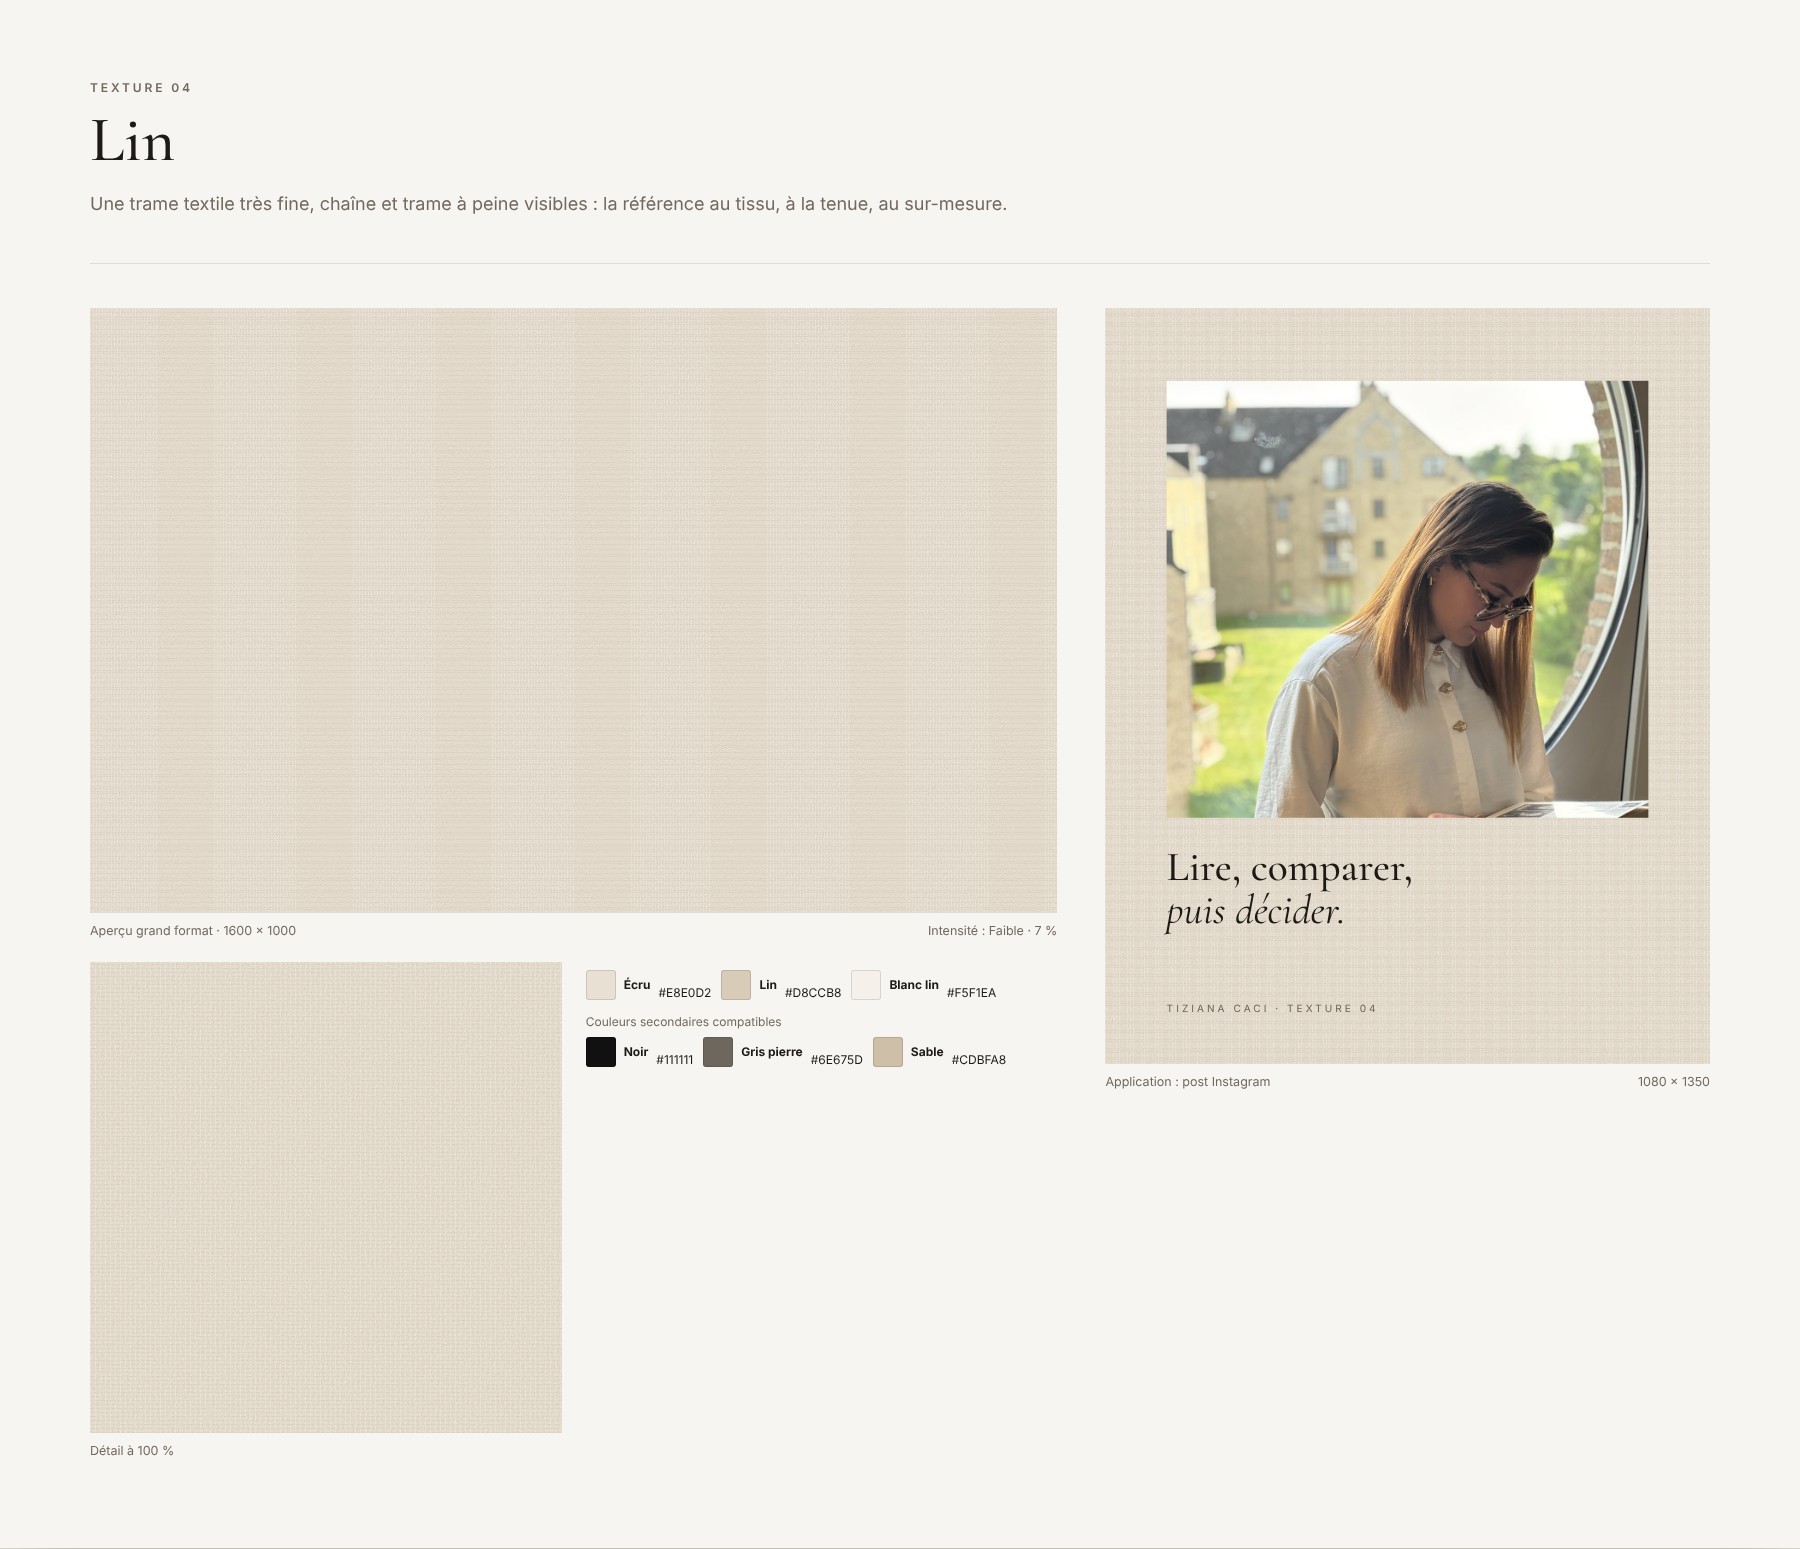 TEXTURE 04
Lin
Une trame textile très fine, chaîne et trame à peine visibles : la référence au tissu, à la tenue, au sur-mesure.
Aperçu grand format · 1600 × 1000
Intensité : Faible · 7 %
Écru #E8E0D2 Lin #D8CCB8 Blanc lin #F5F1EA
Couleurs secondaires compatibles
Noir #111111 Gris pierre #6E675D Sable #CDBFA8
Détail à 100 %
Lire, comparer,
puis décider.
TIZIANA CACI · TEXTURE 04
Application : post Instagram
1080 × 1350